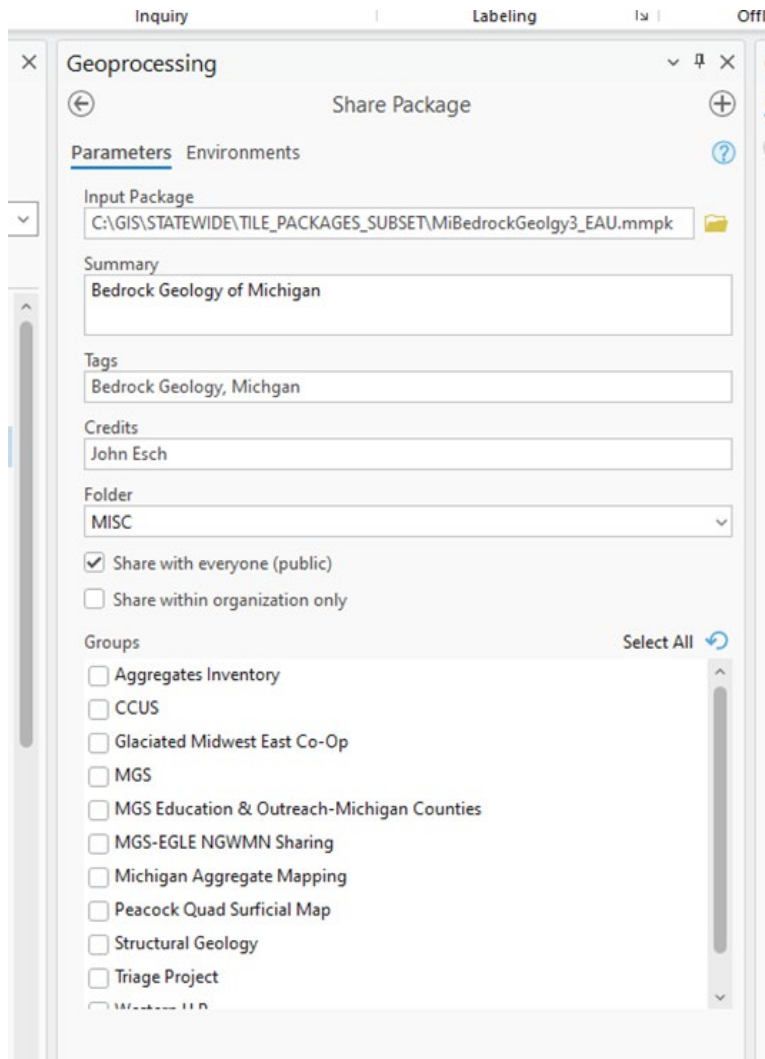 Inquiry Labeling
Geoprocessing
Share Package
Parameters Environments
Input Package
C:\GIS\STATEWIDE\TILE_PACKAGES_SUBSET\MiBedrockGeolgy3_EAU.mmpk
Summary
Bedrock Geology of Michigan
Tags
Bedrock Geology, Michgan
Credits
John Esch
Folder
MISC
Share with everyone (public)
Share within organization only
Groups Select All
Aggregates Inventory
CCUS
Glaciated Midwest East Co-Op
MGS
MGS Education & Outreach-Michigan Counties
MGS-EGLE NGWMN Sharing
Michigan Aggregate Mapping
Peacock Quad Surficial Map
Structural Geology
Triage Project